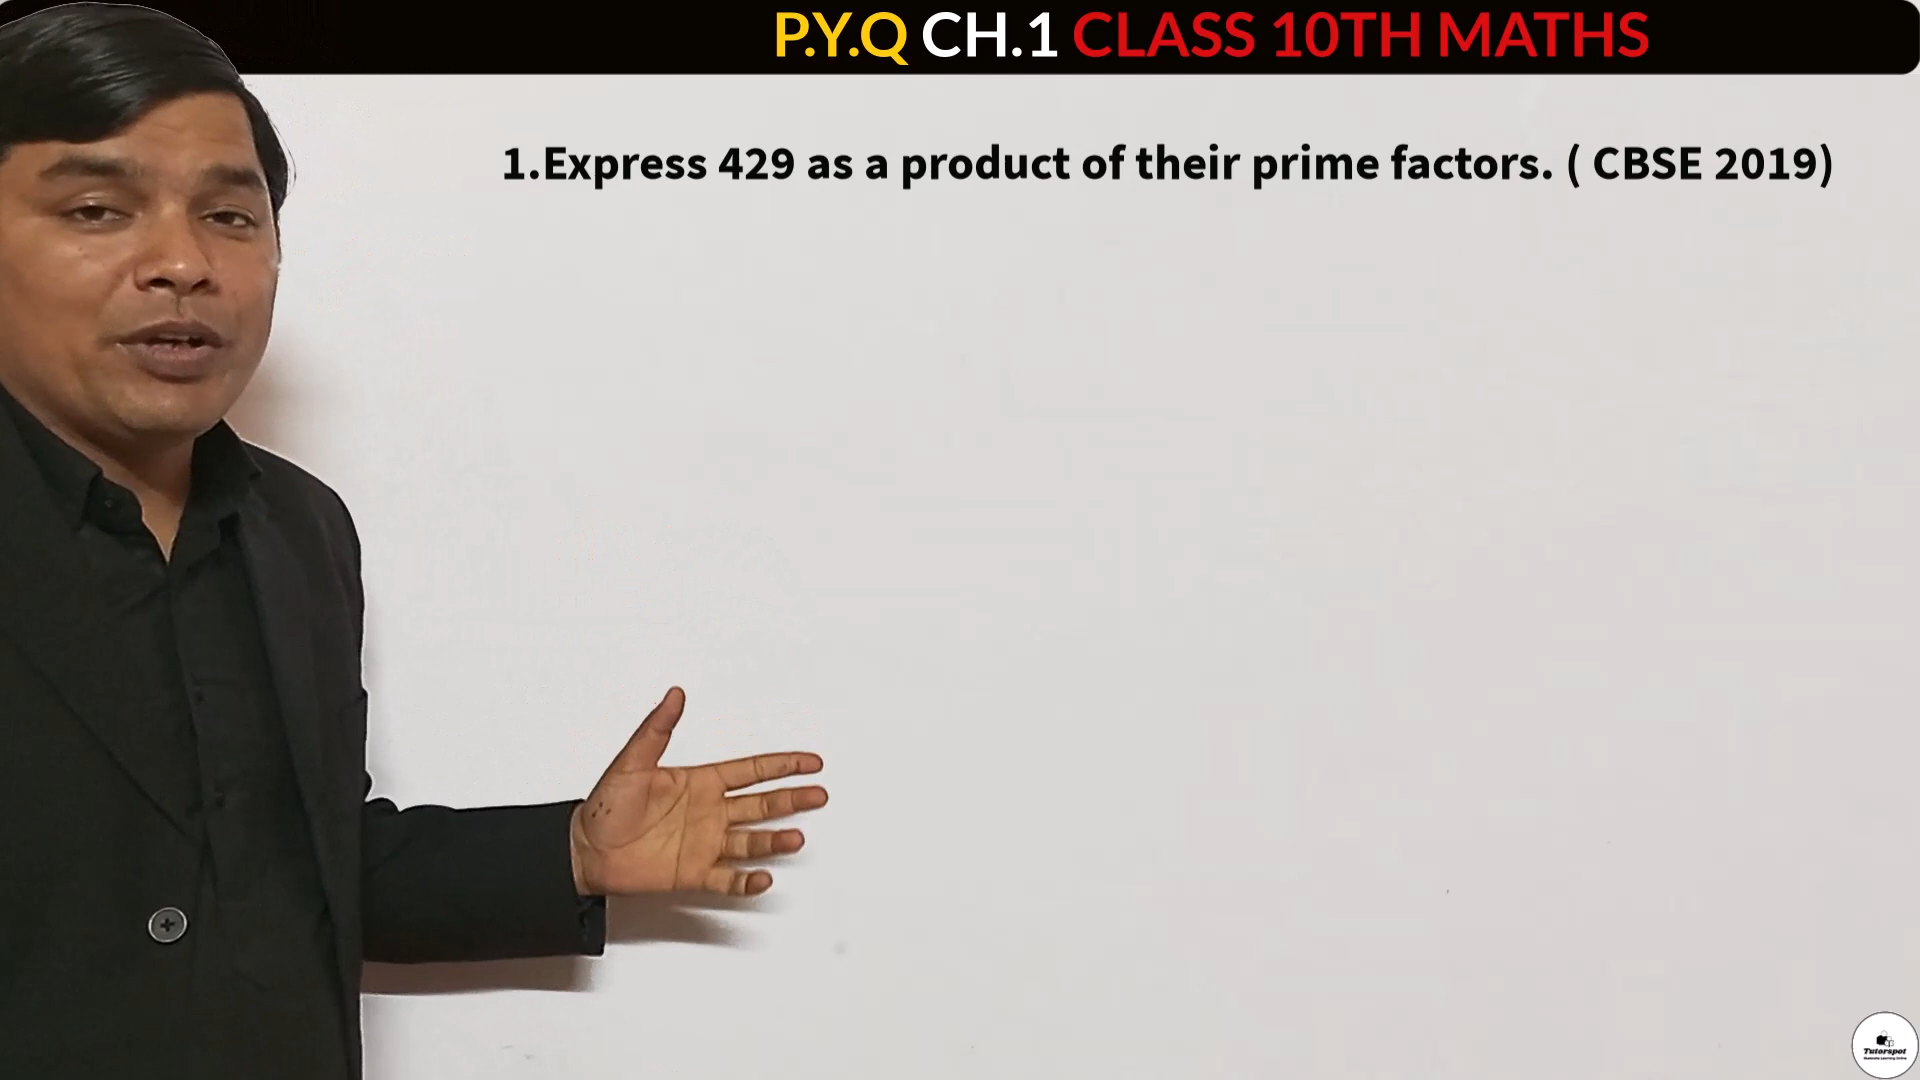 P.Y.Q CH.1 CLASS 10TH MATHS
1.Express 429 as a product of their prime factors. ( CBSE 2019)
Tutorspot